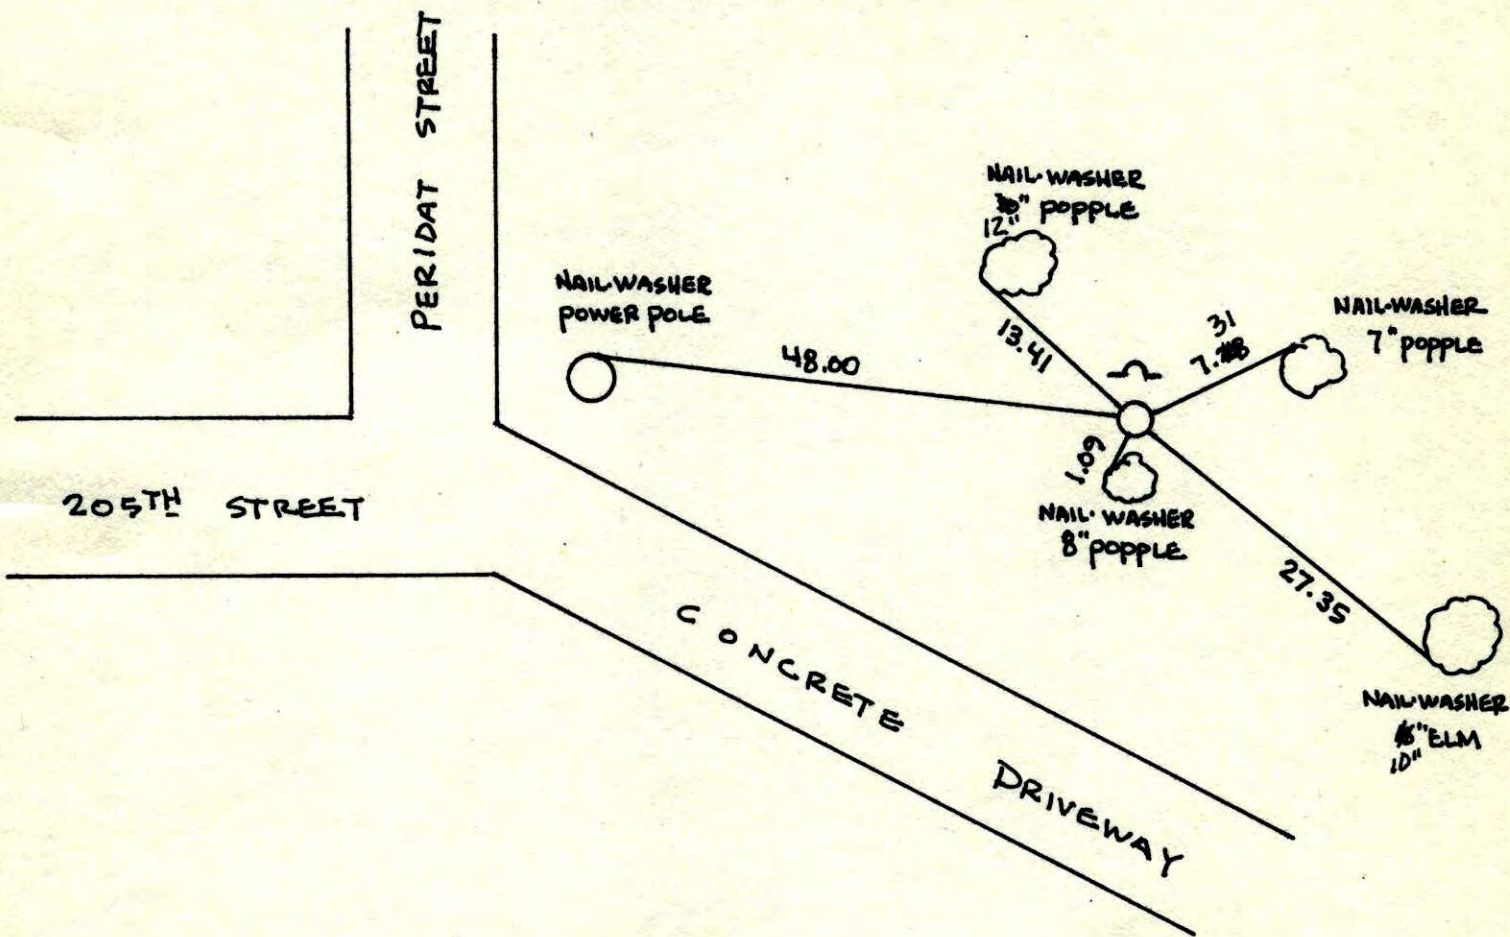 PERIDAT STREET
NAIL-WASHER
" POPPLE
12"
NAIL-WASHER
POWER POLE
48.00
13.41
31
7.
NAIL-WASHER
7" POPPLE
1.09
NAIL-WASHER
8" POPPLE
205TH STREET
27.35
CONCRETE DRIVEWAY
NAIL-WASHER
" ELM
10"